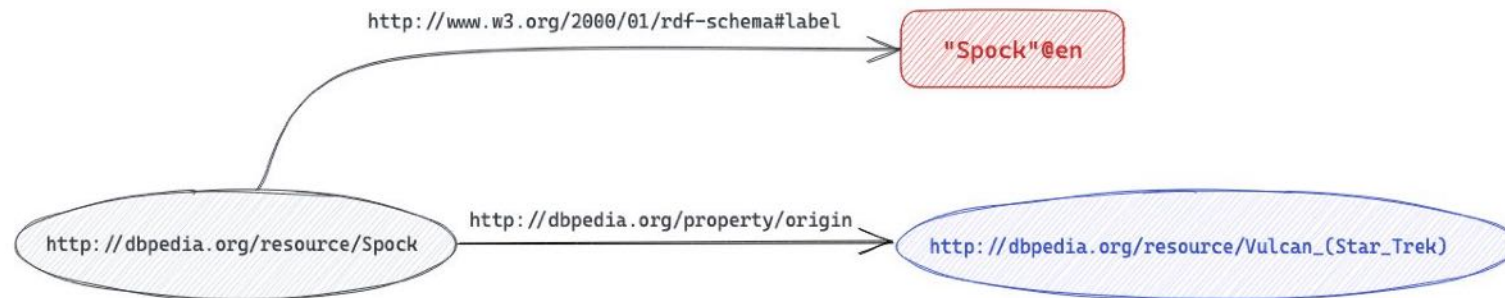 http://www.w3.org/2000/01/rdf-schema#label
"Spock"@en
http://dbpedia.org/resource/Spock
http://dbpedia.org/property/origin
http://dbpedia.org/resource/Vulcan_(Star_Trek)